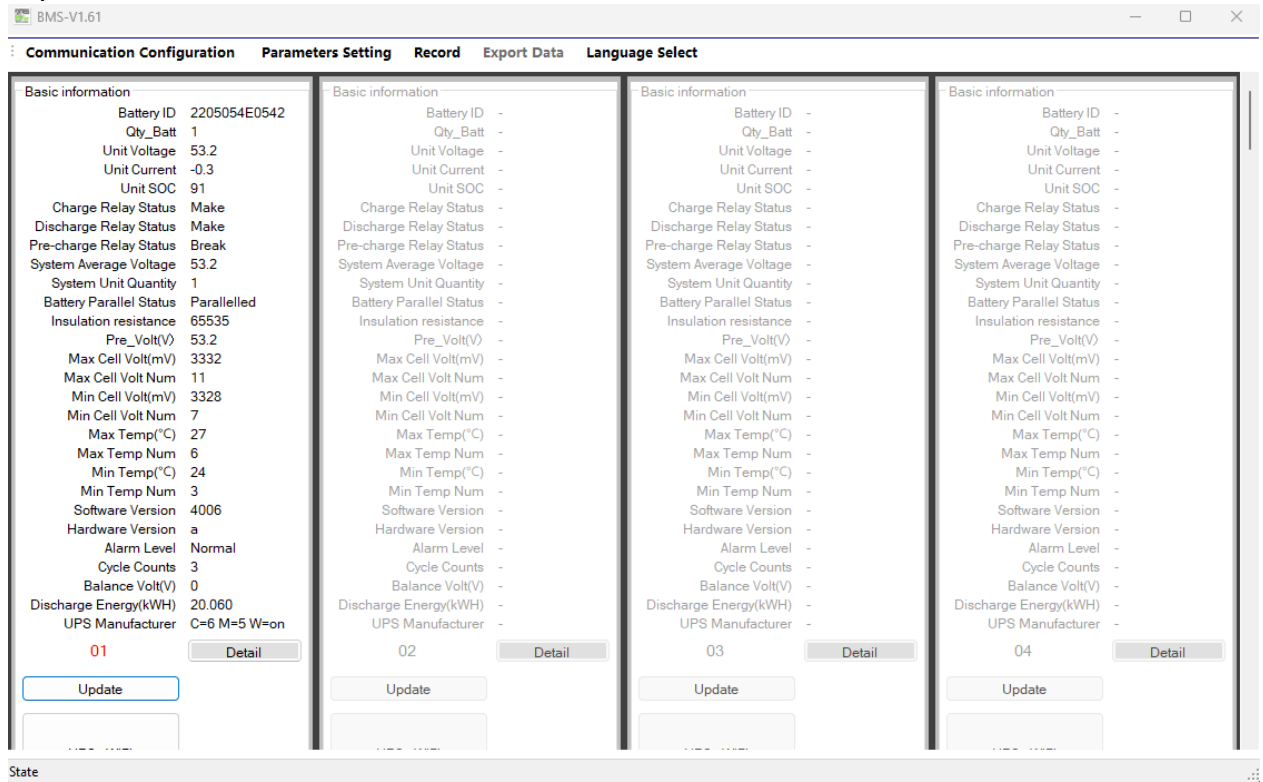 BMS-V1.61
Communication Configuration Parameters Setting Record Export Data Language Select
Basic information
Battery ID 2205054E0542
Qty_Batt 1
Unit Voltage 53.2
Unit Current -0.3
Unit SOC 91
Charge Relay Status Make
Discharge Relay Status Make
Pre-charge Relay Status Break
System Average Voltage 53.2
System Unit Quantity 1
Battery Parallel Status Parallelled
Insulation resistance 65535
Pre_Volt(V) 53.2
Max Cell Volt(mV) 3332
Max Cell Volt Num 11
Min Cell Volt(mV) 3328
Min Cell Volt Num 7
Max Temp(°C) 27
Max Temp Num 6
Min Temp(°C) 24
Min Temp Num 3
Software Version 4006
Hardware Version a
Alarm Level Normal
Cycle Counts 3
Balance Volt(V) 0
Discharge Energy(kWH) 20.060
UPS Manufacturer C=6 M=5 W=on
01 Detail
Update
Basic information
Battery ID -
Qty_Batt -
Unit Voltage -
Unit Current -
Unit SOC -
Charge Relay Status -
Discharge Relay Status -
Pre-charge Relay Status -
System Average Voltage -
System Unit Quantity -
Battery Parallel Status -
Insulation resistance -
Pre_Volt(V) -
Max Cell Volt(mV) -
Max Cell Volt Num -
Min Cell Volt(mV) -
Min Cell Volt Num -
Max Temp(°C) -
Max Temp Num -
Min Temp(°C) -
Min Temp Num -
Software Version -
Hardware Version -
Alarm Level -
Cycle Counts -
Balance Volt(V) -
Discharge Energy(kWH) -
UPS Manufacturer -
02 Detail
Update
Basic information
Battery ID -
Qty_Batt -
Unit Voltage -
Unit Current -
Unit SOC -
Charge Relay Status -
Discharge Relay Status -
Pre-charge Relay Status -
System Average Voltage -
System Unit Quantity -
Battery Parallel Status -
Insulation resistance -
Pre_Volt(V) -
Max Cell Volt(mV) -
Max Cell Volt Num -
Min Cell Volt(mV) -
Min Cell Volt Num -
Max Temp(°C) -
Max Temp Num -
Min Temp(°C) -
Min Temp Num -
Software Version -
Hardware Version -
Alarm Level -
Cycle Counts -
Balance Volt(V) -
Discharge Energy(kWH) -
UPS Manufacturer -
03 Detail
Update
Basic information
Battery ID -
Qty_Batt -
Unit Voltage -
Unit Current -
Unit SOC -
Charge Relay Status -
Discharge Relay Status -
Pre-charge Relay Status -
System Average Voltage -
System Unit Quantity -
Battery Parallel Status -
Insulation resistance -
Pre_Volt(V) -
Max Cell Volt(mV) -
Max Cell Volt Num -
Min Cell Volt(mV) -
Min Cell Volt Num -
Max Temp(°C) -
Max Temp Num -
Min Temp(°C) -
Min Temp Num -
Software Version -
Hardware Version -
Alarm Level -
Cycle Counts -
Balance Volt(V) -
Discharge Energy(kWH) -
UPS Manufacturer -
04 Detail
Update
State